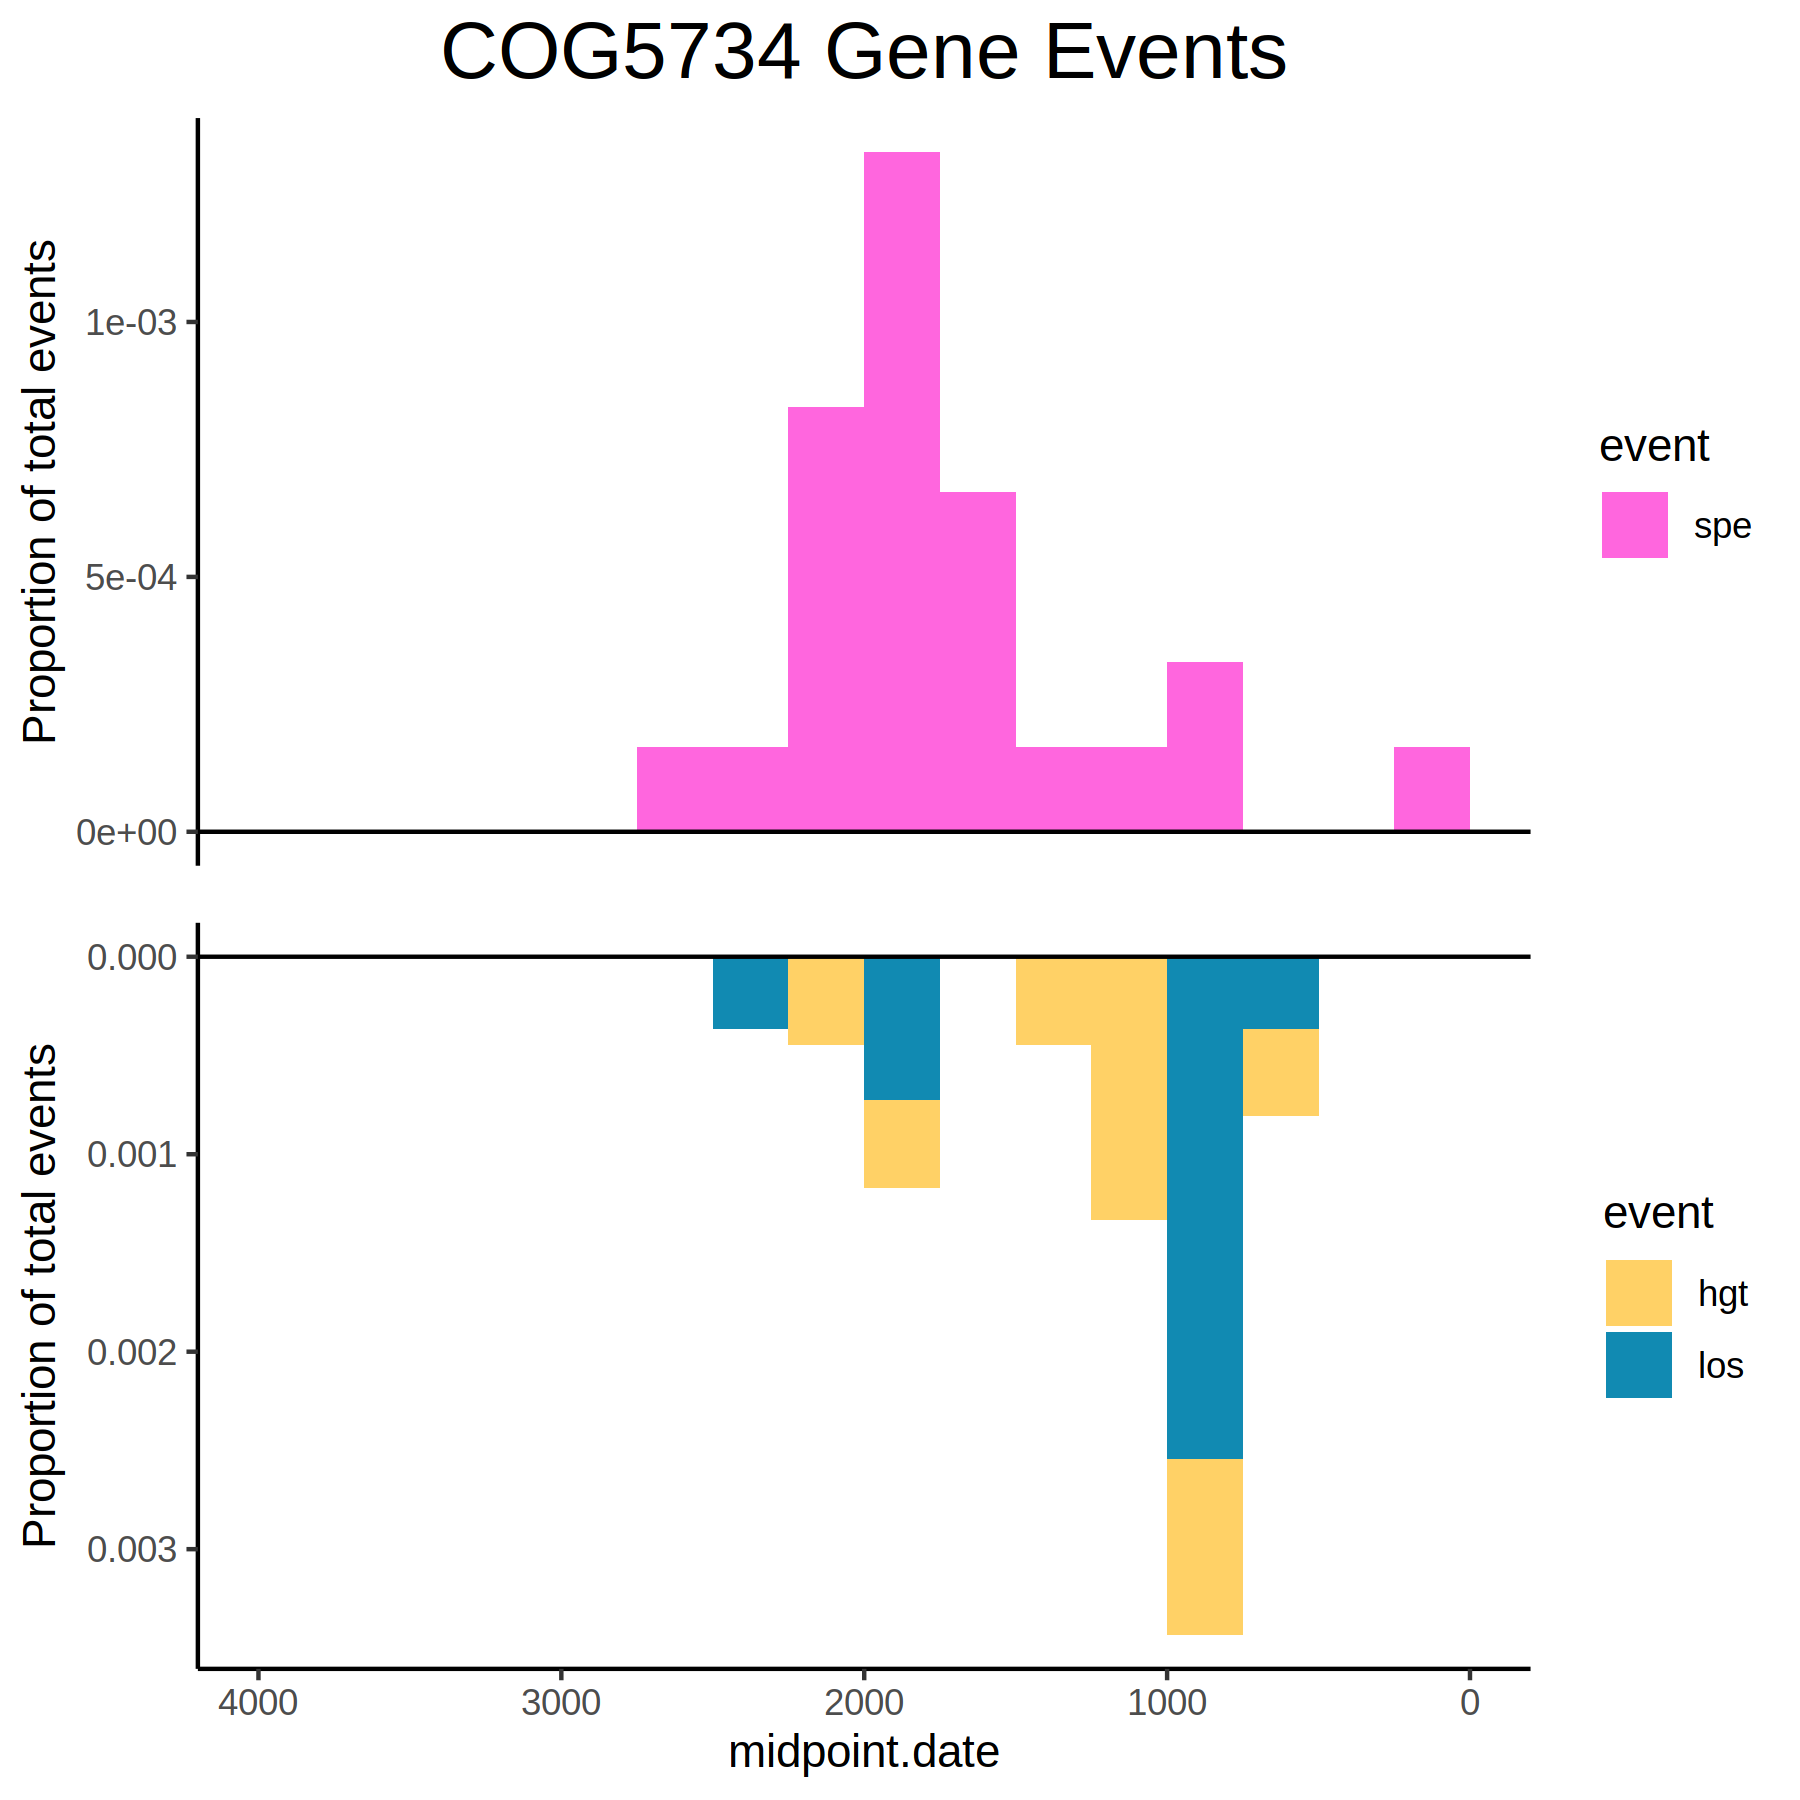 COG5734 Gene Events
Proportion of total events
1e-03
5e-04
0e+00
event
spe
Proportion of total events
0.000
0.001
0.002
0.003
event
hgt
los
4000
3000
2000
1000
0
midpoint.date